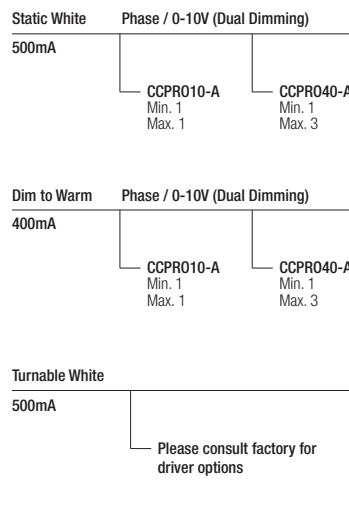 Static White Phase / 0-10V (Dual Dimming)
500mA
CCPRO10-A CCPRO40-A
Min. 1 Min. 1
Max. 1 Max. 3
Dim to Warm Phase / 0-10V (Dual Dimming)
400mA
CCPRO10-A CCPRO40-A
Min. 1 Min. 1
Max. 1 Max. 3
Turnable White
500mA
Please consult factory for
driver options